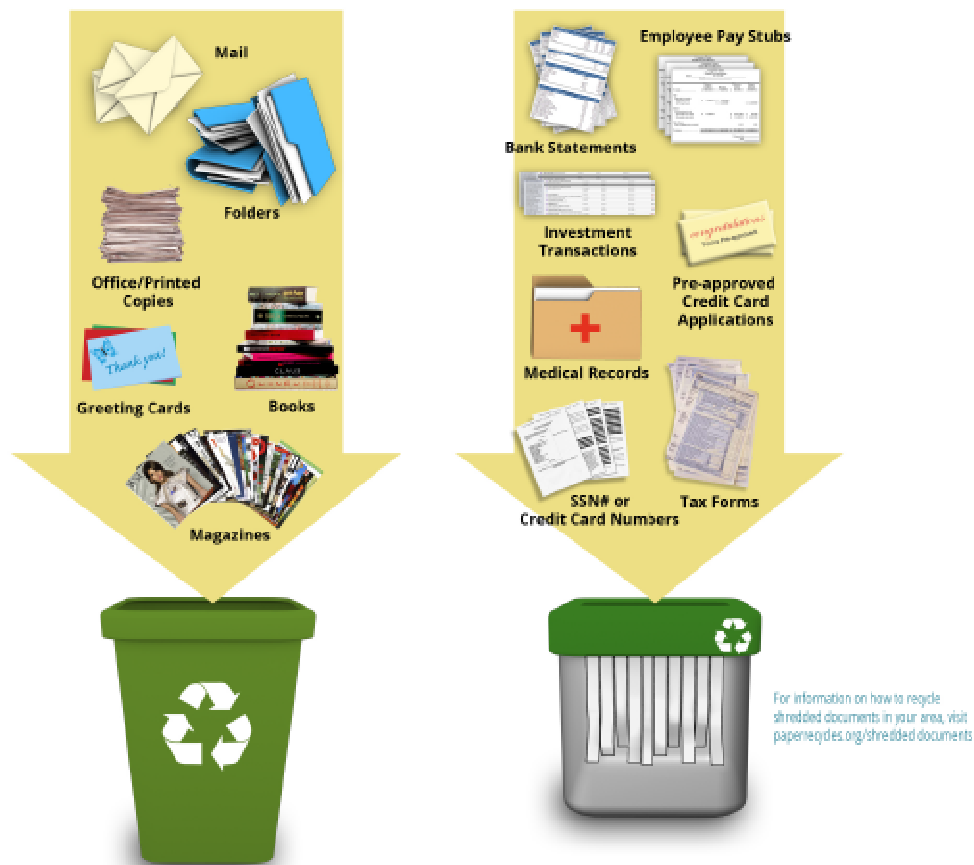 Mail
Folders
Office/Printed
Copies
Thank you!
Greeting Cards
Books
Magazines
Employee Pay Stubs
Bank Statements
Investment
Transactions
Pre-approved
Credit Card
Applications
Medical Records
SSN# or
Credit Card Numbers
Tax Forms
For information on how to recycle
shredded documents in your area, visit
paperrecycles.org/shredded documents